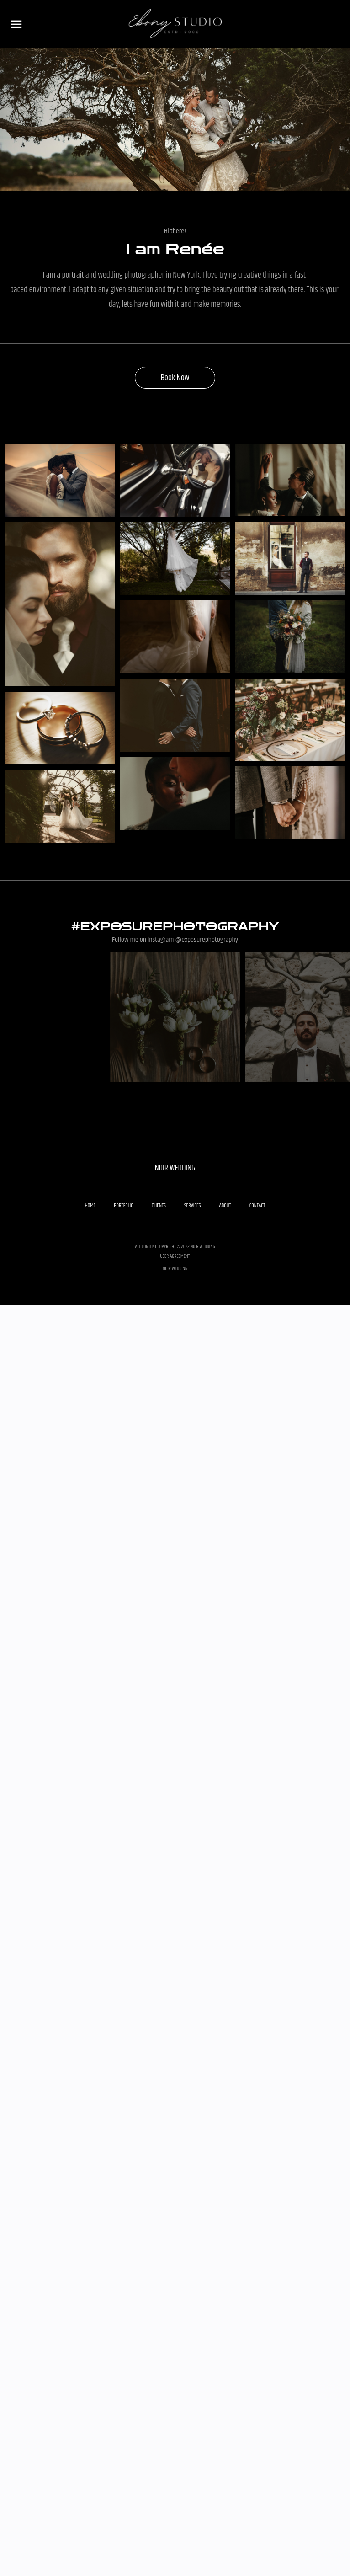 Ebony STUDIO
ESTD - 2002
Hi there!
I am Renée
I am a portrait and wedding photographer in New York. I love trying creative things in a fast
paced environment. I adapt to any given situation and try to bring the beauty out that is already there. This is your
day, lets have fun with it and make memories.
Book Now
#EXPOSUREPHOTOGRAPHY
Follow me on Instagram @exposurephotography
NOIR WEDDING
HOME PORTFOLIO CLIENTS SERVICES ABOUT CONTACT
ALL CONTENT COPYRIGHT © 2022 NOIR WEDDING
USER AGREEMENT
NOIR WEDDING